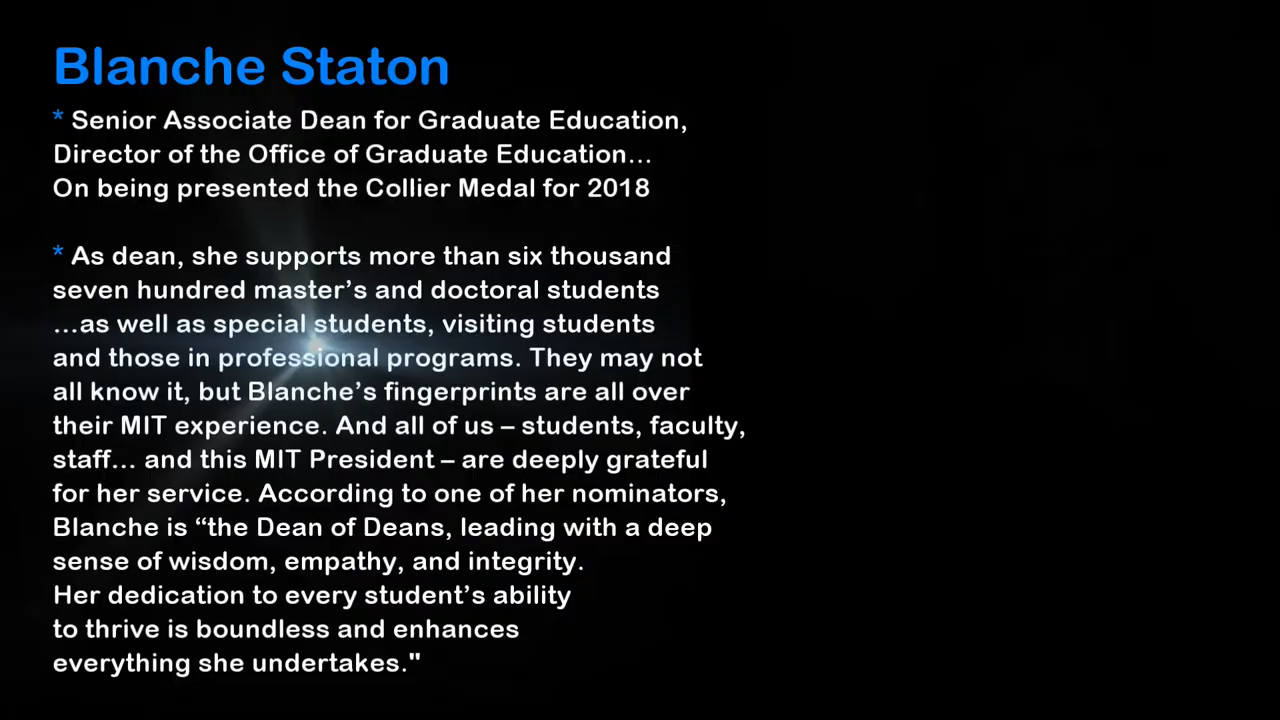 Blanche Staton
* Senior Associate Dean for Graduate Education,
Director of the Office of Graduate Education…
On being presented the Collier Medal for 2018
* As dean, she supports more than six thousand
seven hundred master’s and doctoral students
…as well as special students, visiting students
and those in professional programs. They may not
all know it, but Blanche’s fingerprints are all over
their MIT experience. And all of us – students, faculty,
staff… and this MIT President – are deeply grateful
for her service. According to one of her nominators,
Blanche is “the Dean of Deans, leading with a deep
sense of wisdom, empathy, and integrity.
Her dedication to every student’s ability
to thrive is boundless and enhances
everything she undertakes."